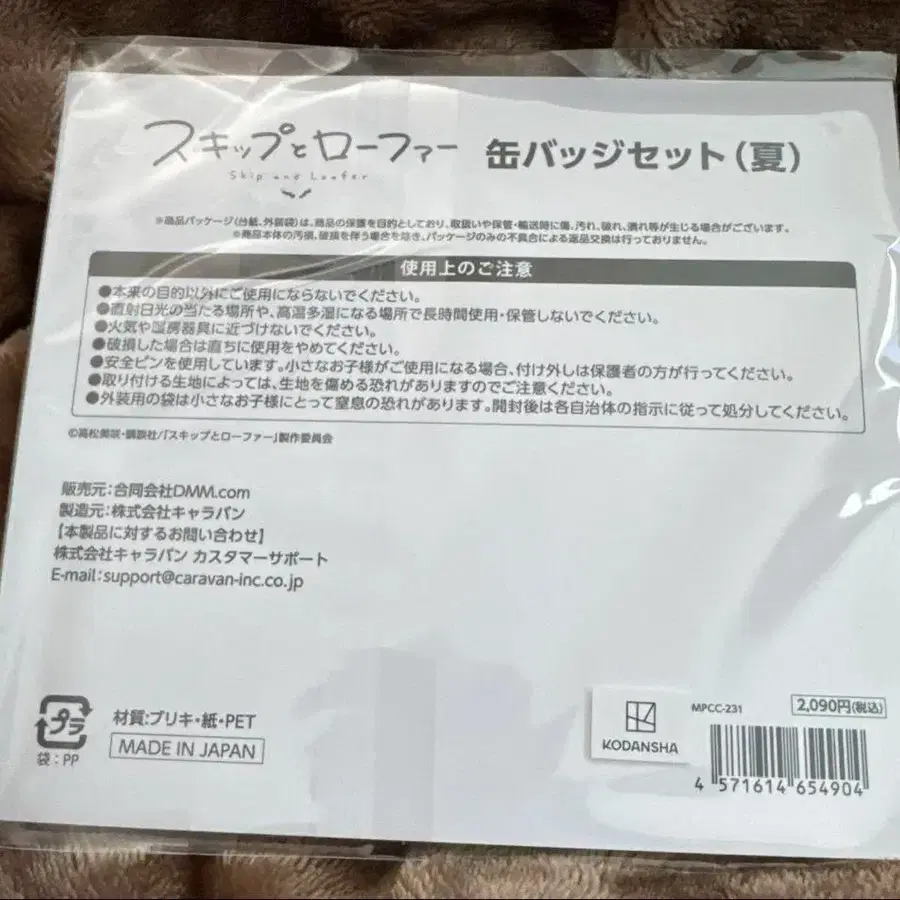 スキップとローファー 缶バッジセット(夏)
Skip and Loafer
※商品パッケージ(台紙、外装袋)は、商品の保護を目的としており、取扱いや保管・輸送時に傷、汚れ、破れ、潰れ等が生じる場合がございます。
※商品本体の汚損、破損を伴う場合を除き、パッケージのみの不具合による返品交換は行っておりません。
使用上のご注意
●本来の目的以外にご使用にならないでください。
●直射日光の当たる場所や、高温多湿になる場所で長時間使用・保管しないでください。
●火気や暖房器具に近づけないでください。
●破損した場合は直ちに使用をやめてください。
●安全ピンを使用しています。小さなお子様がご使用になる場合、付け外しは保護者の方が行ってください。
●取り付ける生地によっては、生地を傷める恐れがありますのでご注意ください。
●外装用の袋は小さなお子様にとって窒息の恐れがあります。開封後は各自治体の指示に従って処分してください。
©高松美咲・講談社/「スキップとローファー」製作委員会
販売元:合同会社DMM.com
製造元:株式会社キャラバン
【本製品に対するお問い合わせ】
株式会社キャラバン カスタマーサポート
E-mail:support@caravan-inc.co.jp
プラ
袋:PP
材質:ブリキ・紙・PET
MADE IN JAPAN
KODANSHA
MPCC-231
2,090円(税込)
4 571614 654904